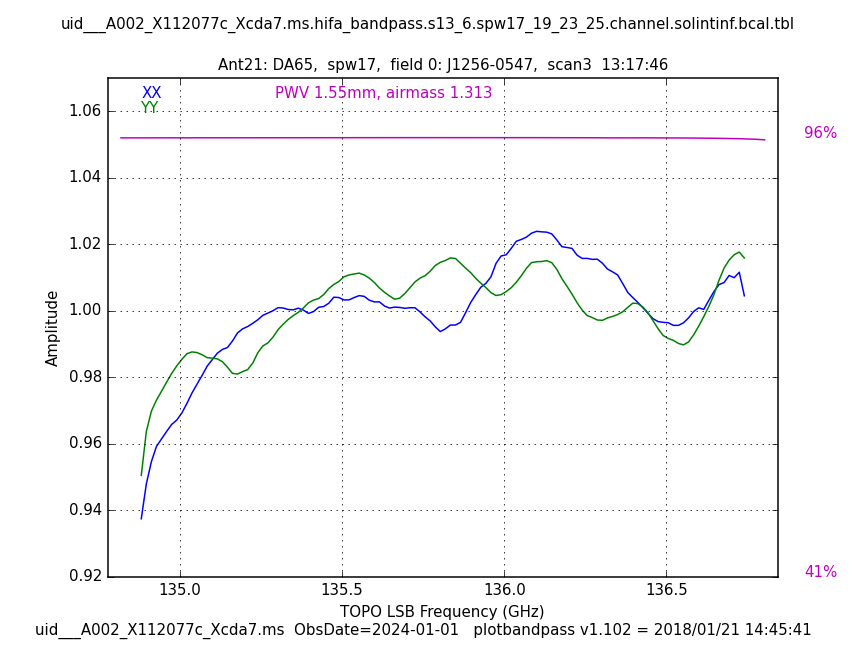 uid___A002_X112077c_Xcda7.ms.hifa_bandpass.s13_6.spw17_19_23_25.channel.solintinf.bcal.tbl
Ant21: DA65,  spw17,  field 0: J1256-0547,  scan3  13:17:46
XX
YY
PWV 1.55mm, airmass 1.313
96%
41%
Amplitude
1.06
1.04
1.02
1.00
0.98
0.96
0.94
0.92
135.0 135.5 136.0 136.5
TOPO LSB Frequency (GHz)
uid___A002_X112077c_Xcda7.ms  ObsDate=2024-01-01   plotbandpass v1.102 = 2018/01/21 14:45:41